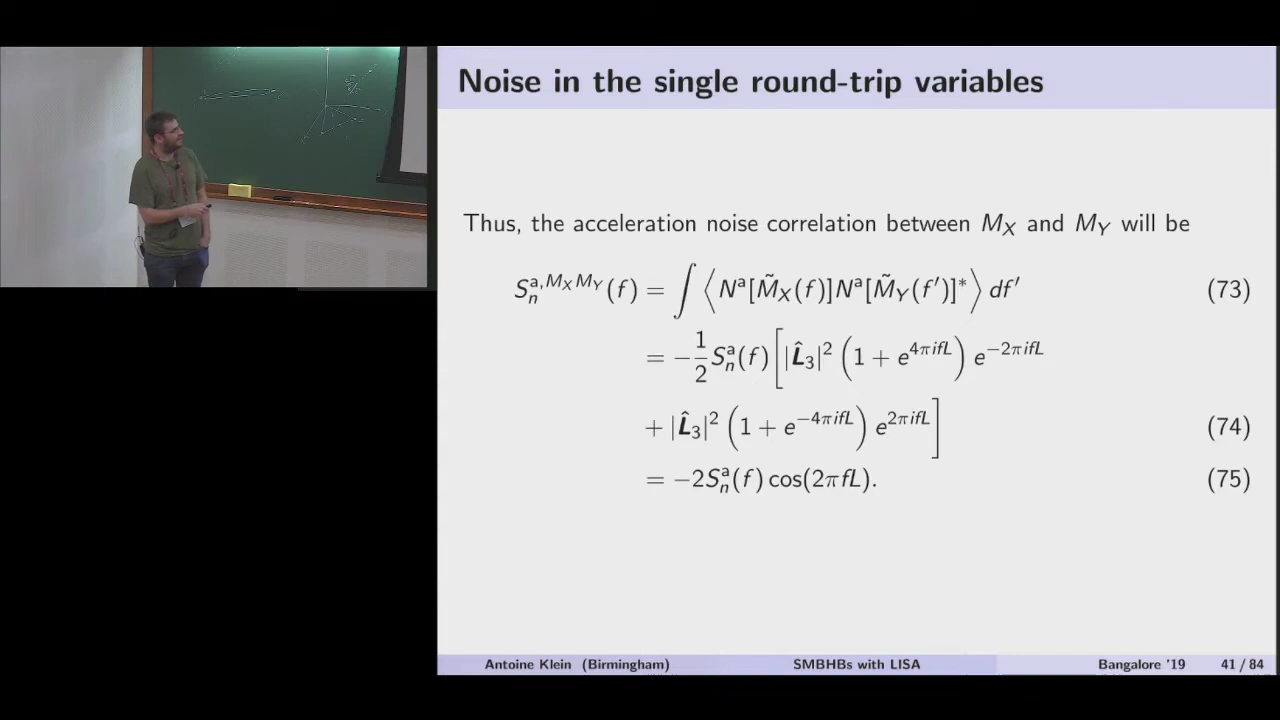 Noise in the single round-trip variables
Thus, the acceleration noise correlation between M_X and M_Y will be
S_n^{a,M_X M_Y}(f) = ∫ ⟨N^a[M̃_X(f)]N^a[M̃_Y(f′)]*⟩ df′ (73)
= −1/2 S_n^a(f) [|L̂_3|² (1 + e^{4πifL}) e^{−2πifL}
+ |L̂_3|² (1 + e^{−4πifL}) e^{2πifL}] (74)
= −2S_n^a(f) cos(2πfL). (75)
Antoine Klein (Birmingham) SMBHBs with LISA Bangalore '19 41 / 84